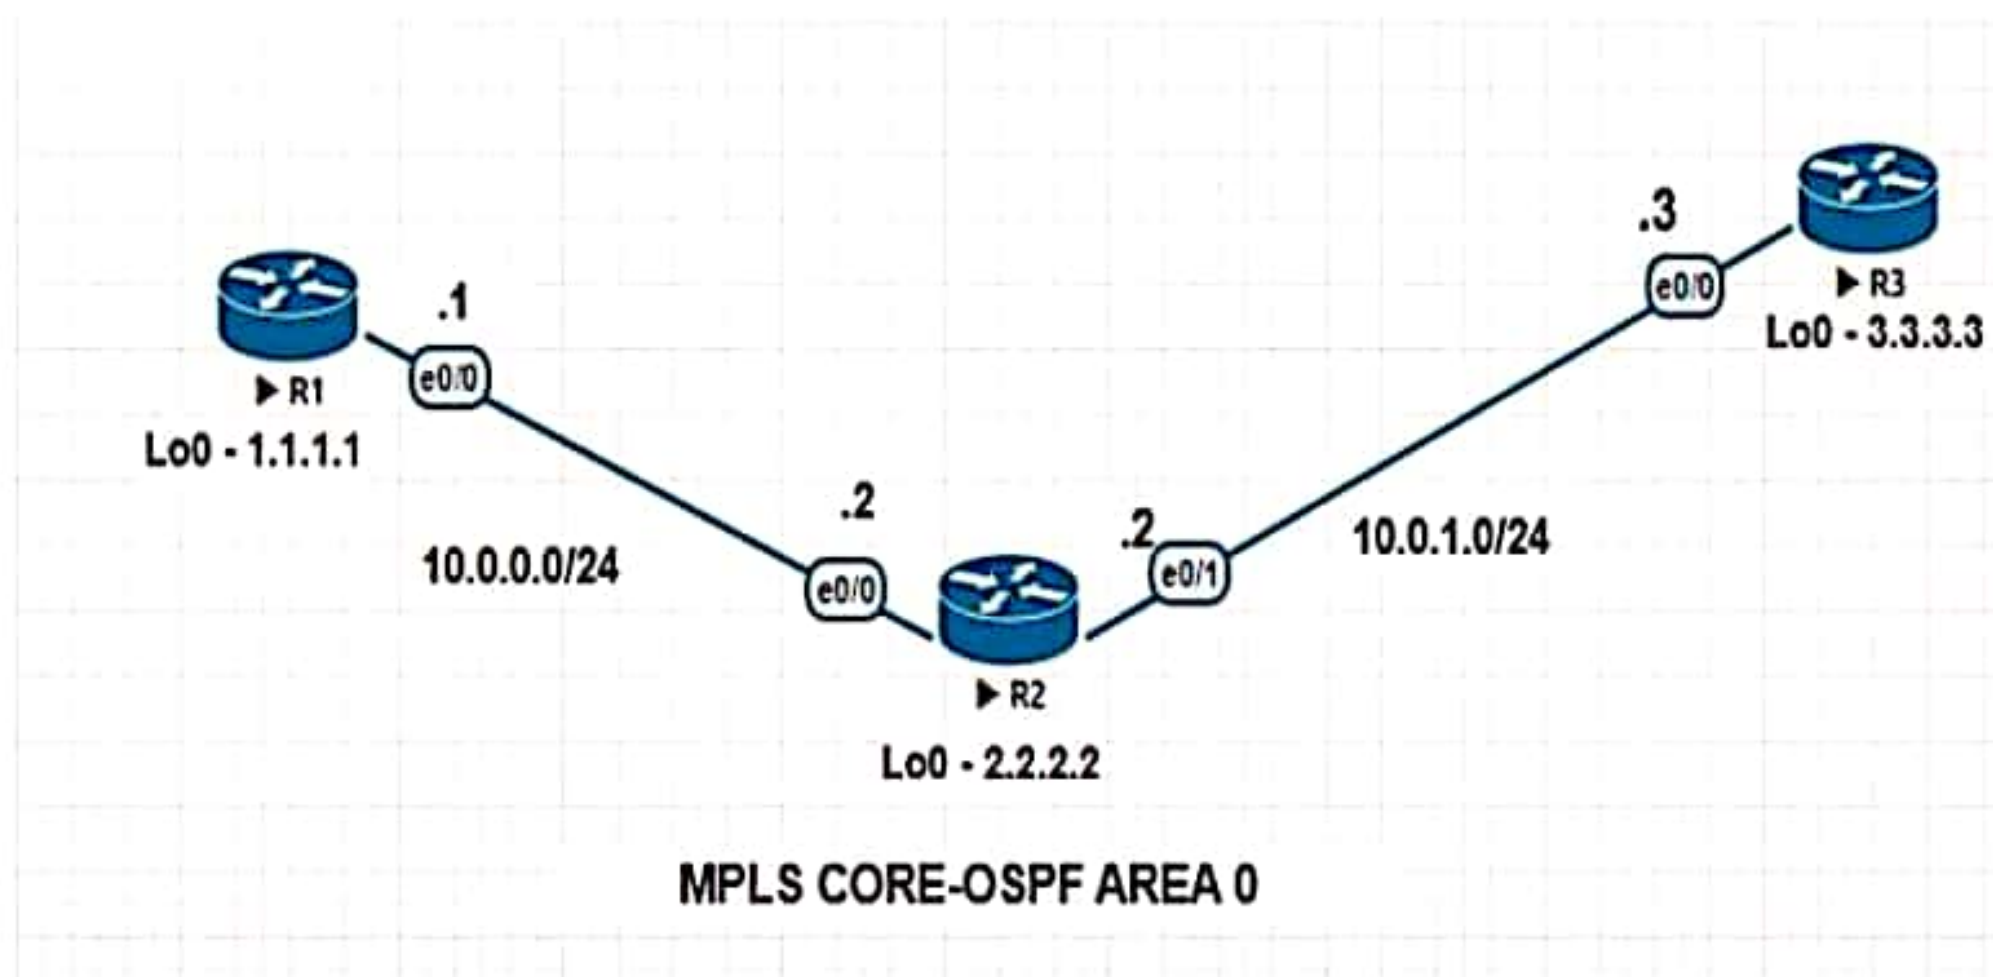 .3
e0/0
R3
Lo0 - 3.3.3.3
.1
e0/0
R1
Lo0 - 1.1.1.1
10.0.0.0/24
.2
e0/0
.2
e0/1
10.0.1.0/24
R2
Lo0 - 2.2.2.2
MPLS CORE-OSPF AREA 0